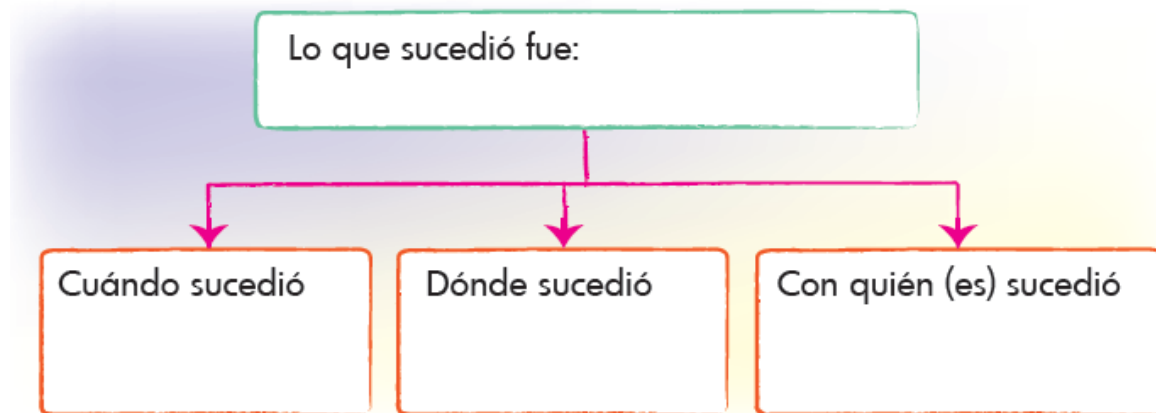 Lo que sucedió fue:
Cuándo sucedió
Dónde sucedió
Con quién (es) sucedió